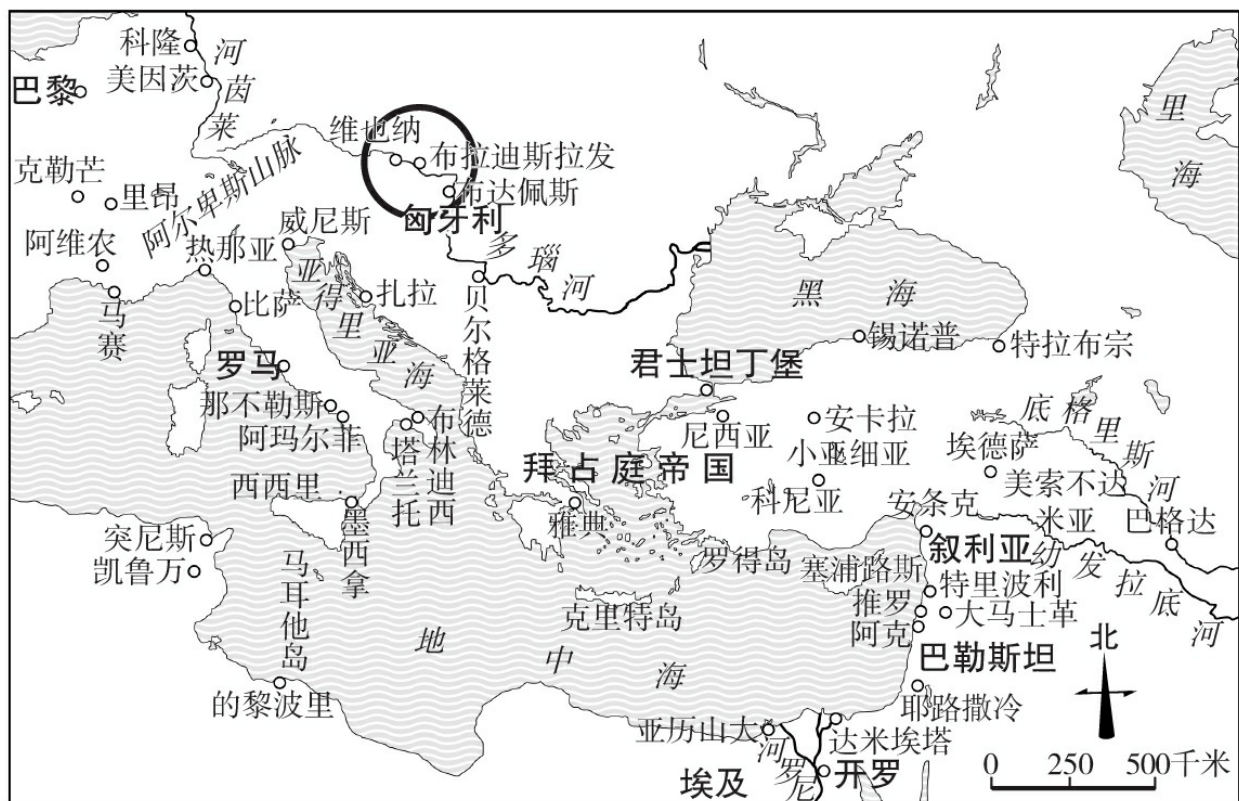 科隆
美因茨
莱茵河
巴黎
维也纳
布拉迪斯拉发
布达佩斯
匈牙利
克勒芒
里昂
阿尔卑斯山脉
阿维农
热那亚
威尼斯
多瑙河
里海
马赛
比萨
亚得里亚海
扎拉
贝尔格莱德
黑海
锡诺普
特拉布宗
罗马
君士坦丁堡
那不勒斯
阿玛尔菲
塔兰托
布林迪西
尼西亚
安卡拉
小亚细亚
底格里斯河
埃德萨
拜占庭帝国
科尼亚
美索不达
米亚
西西里
墨西拿
雅典
安条克
巴格达
突尼斯
凯鲁万
马耳他岛
罗得岛
塞浦路斯
叙利亚
幼发拉底河
特里波利
推罗
大马士革
阿克
克里特岛
地中海
巴勒斯坦
北
的黎波里
耶路撒冷
亚历山大
达米埃塔
尼罗河
埃及
开罗
0 250 500千米